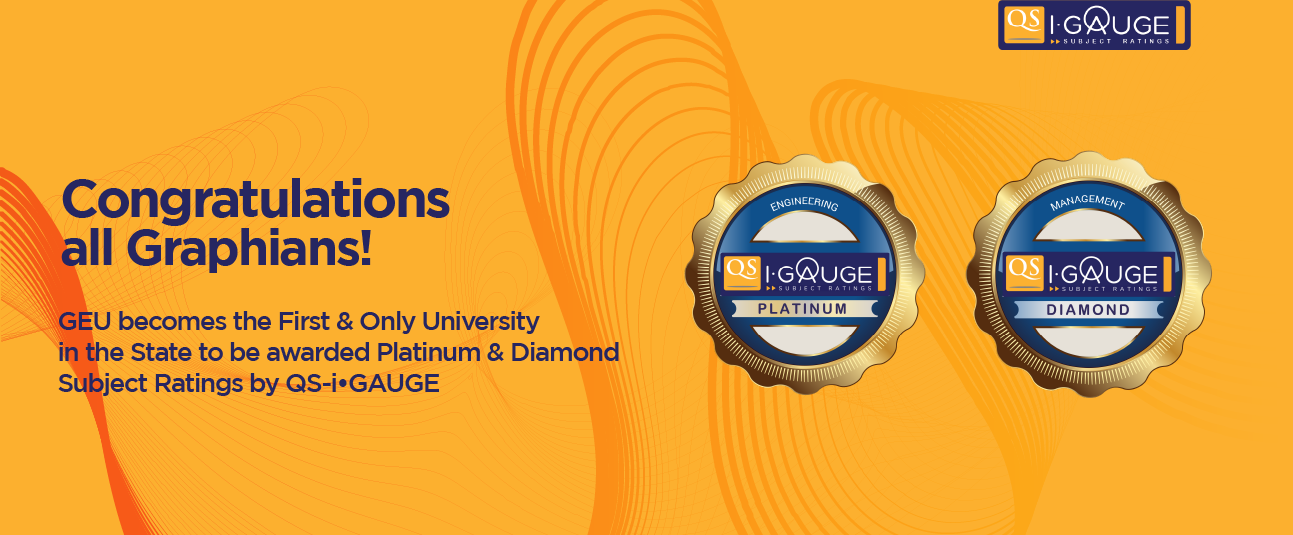 QS I·GAUGE
SUBJECT RATINGS
Congratulations
all Graphians!
GEU becomes the First & Only University
in the State to be awarded Platinum & Diamond
Subject Ratings by QS-i•GAUGE
ENGINEERING
QS I·GAUGE
SUBJECT RATINGS
PLATINUM
MANAGEMENT
QS I·GAUGE
SUBJECT RATINGS
DIAMOND